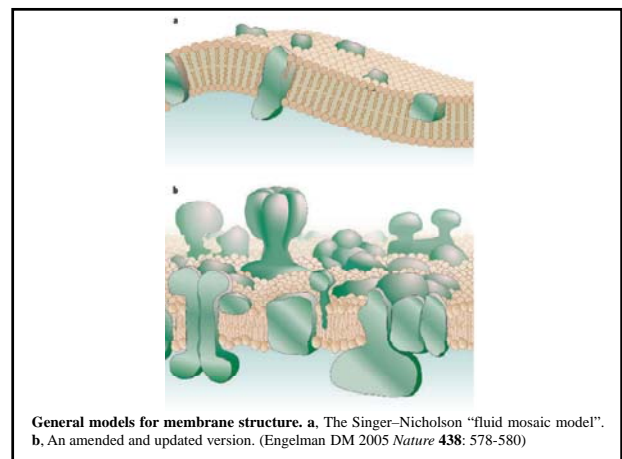 a
b
General models for membrane structure. a, The Singer–Nicholson “fluid mosaic model”.
b, An amended and updated version. (Engelman DM 2005 Nature 438: 578-580)